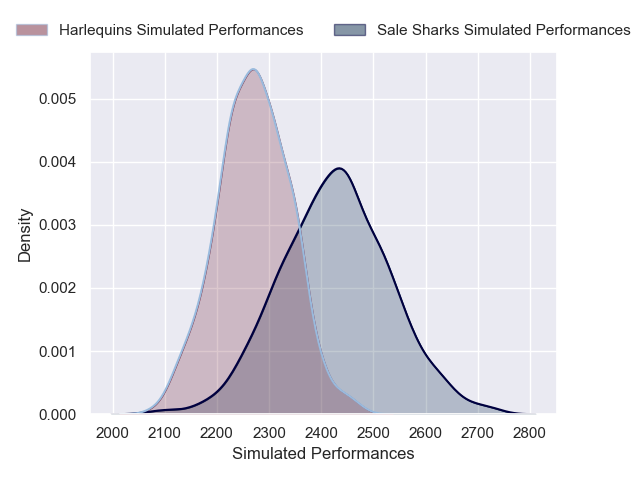 Harlequins Simulated Performances Sale Sharks Simulated Performances
0.005
0.004
0.003
0.002
0.001
0.000
Density
2000 2100 2200 2300 2400 2500 2600 2700 2800
Simulated Performances